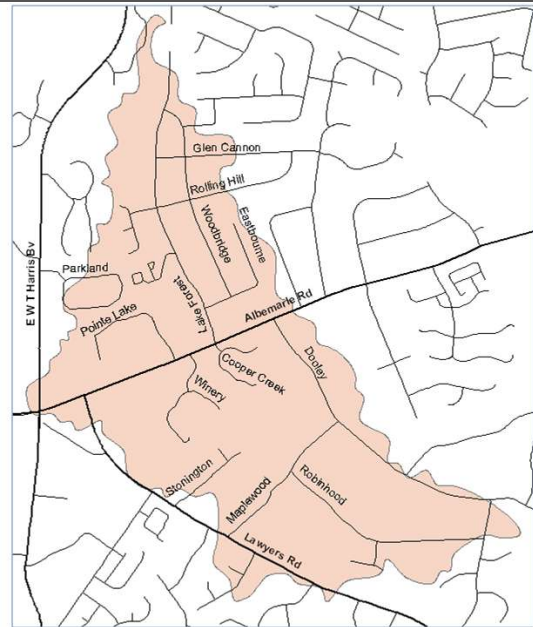 Glen Cannon
Rolling Hill
Woodbridge
Eastbourne
E W T Harris Bv
Parkland
Pointe Lake
Lake Forest
Albemarle Rd
Cooper Creek
Dooley
Winery
Stonington
Maplewood
Robinhood
Lawyers Rd